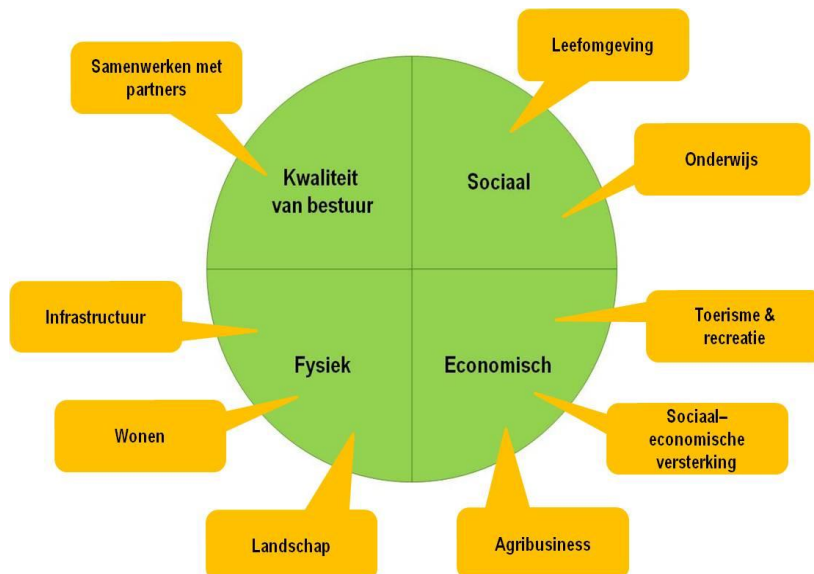 Leefomgeving
Samenwerken met
partners
Onderwijs
Kwaliteit
van bestuur
Sociaal
Infrastructuur
Toerisme &
recreatie
Fysiek
Economisch
Wonen
Sociaal–
economische
versterking
Landschap
Agribusiness